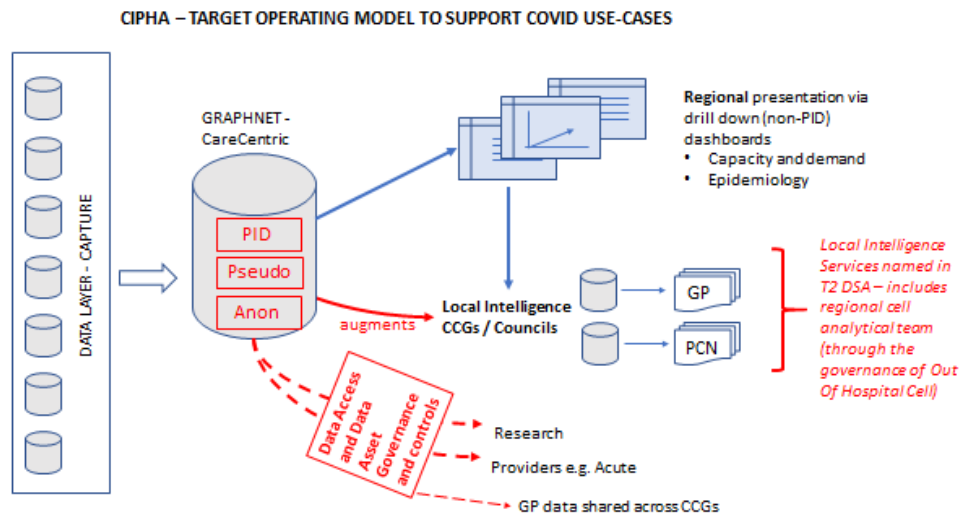 CIPHA – TARGET OPERATING MODEL TO SUPPORT COVID USE-CASES
DATA LAYER - CAPTURE
GRAPHNET -
CareCentric
PID
Pseudo
Anon
Regional presentation via
drill down (non-PID)
dashboards
• Capacity and demand
• Epidemiology
augments
Local Intelligence
CCGs / Councils
GP
PCN
Local Intelligence
Services named in
T2 DSA – includes
regional cell
analytical team
(through the
governance of Out
Of Hospital Cell)
Data Access
and Data
Asset
Governance
and controls
Research
Providers e.g. Acute
GP data shared across CCGs